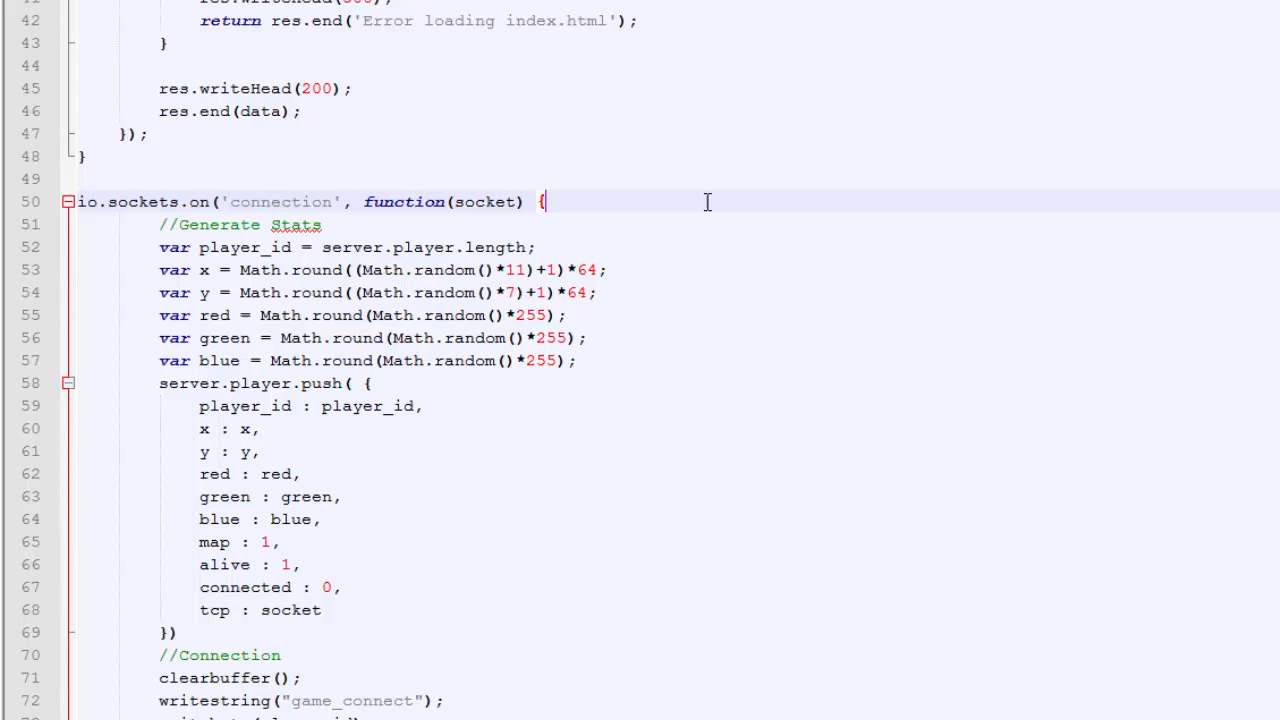 41 res.writeHead(500);
42 return res.end('Error loading index.html');
43 }
44
45 res.writeHead(200);
46 res.end(data);
47 });
48 }
49
50 io.sockets.on('connection', function(socket) {
51 //Generate Stats
52 var player_id = server.player.length;
53 var x = Math.round((Math.random()*11)+1)*64;
54 var y = Math.round((Math.random()*7)+1)*64;
55 var red = Math.round(Math.random()*255);
56 var green = Math.round(Math.random()*255);
57 var blue = Math.round(Math.random()*255);
58 server.player.push( {
59 player_id : player_id,
60 x : x,
61 y : y,
62 red : red,
63 green : green,
64 blue : blue,
65 map : 1,
66 alive : 1,
67 connected : 0,
68 tcp : socket
69 })
70 //Connection
71 clearbuffer();
72 writestring("game_connect");